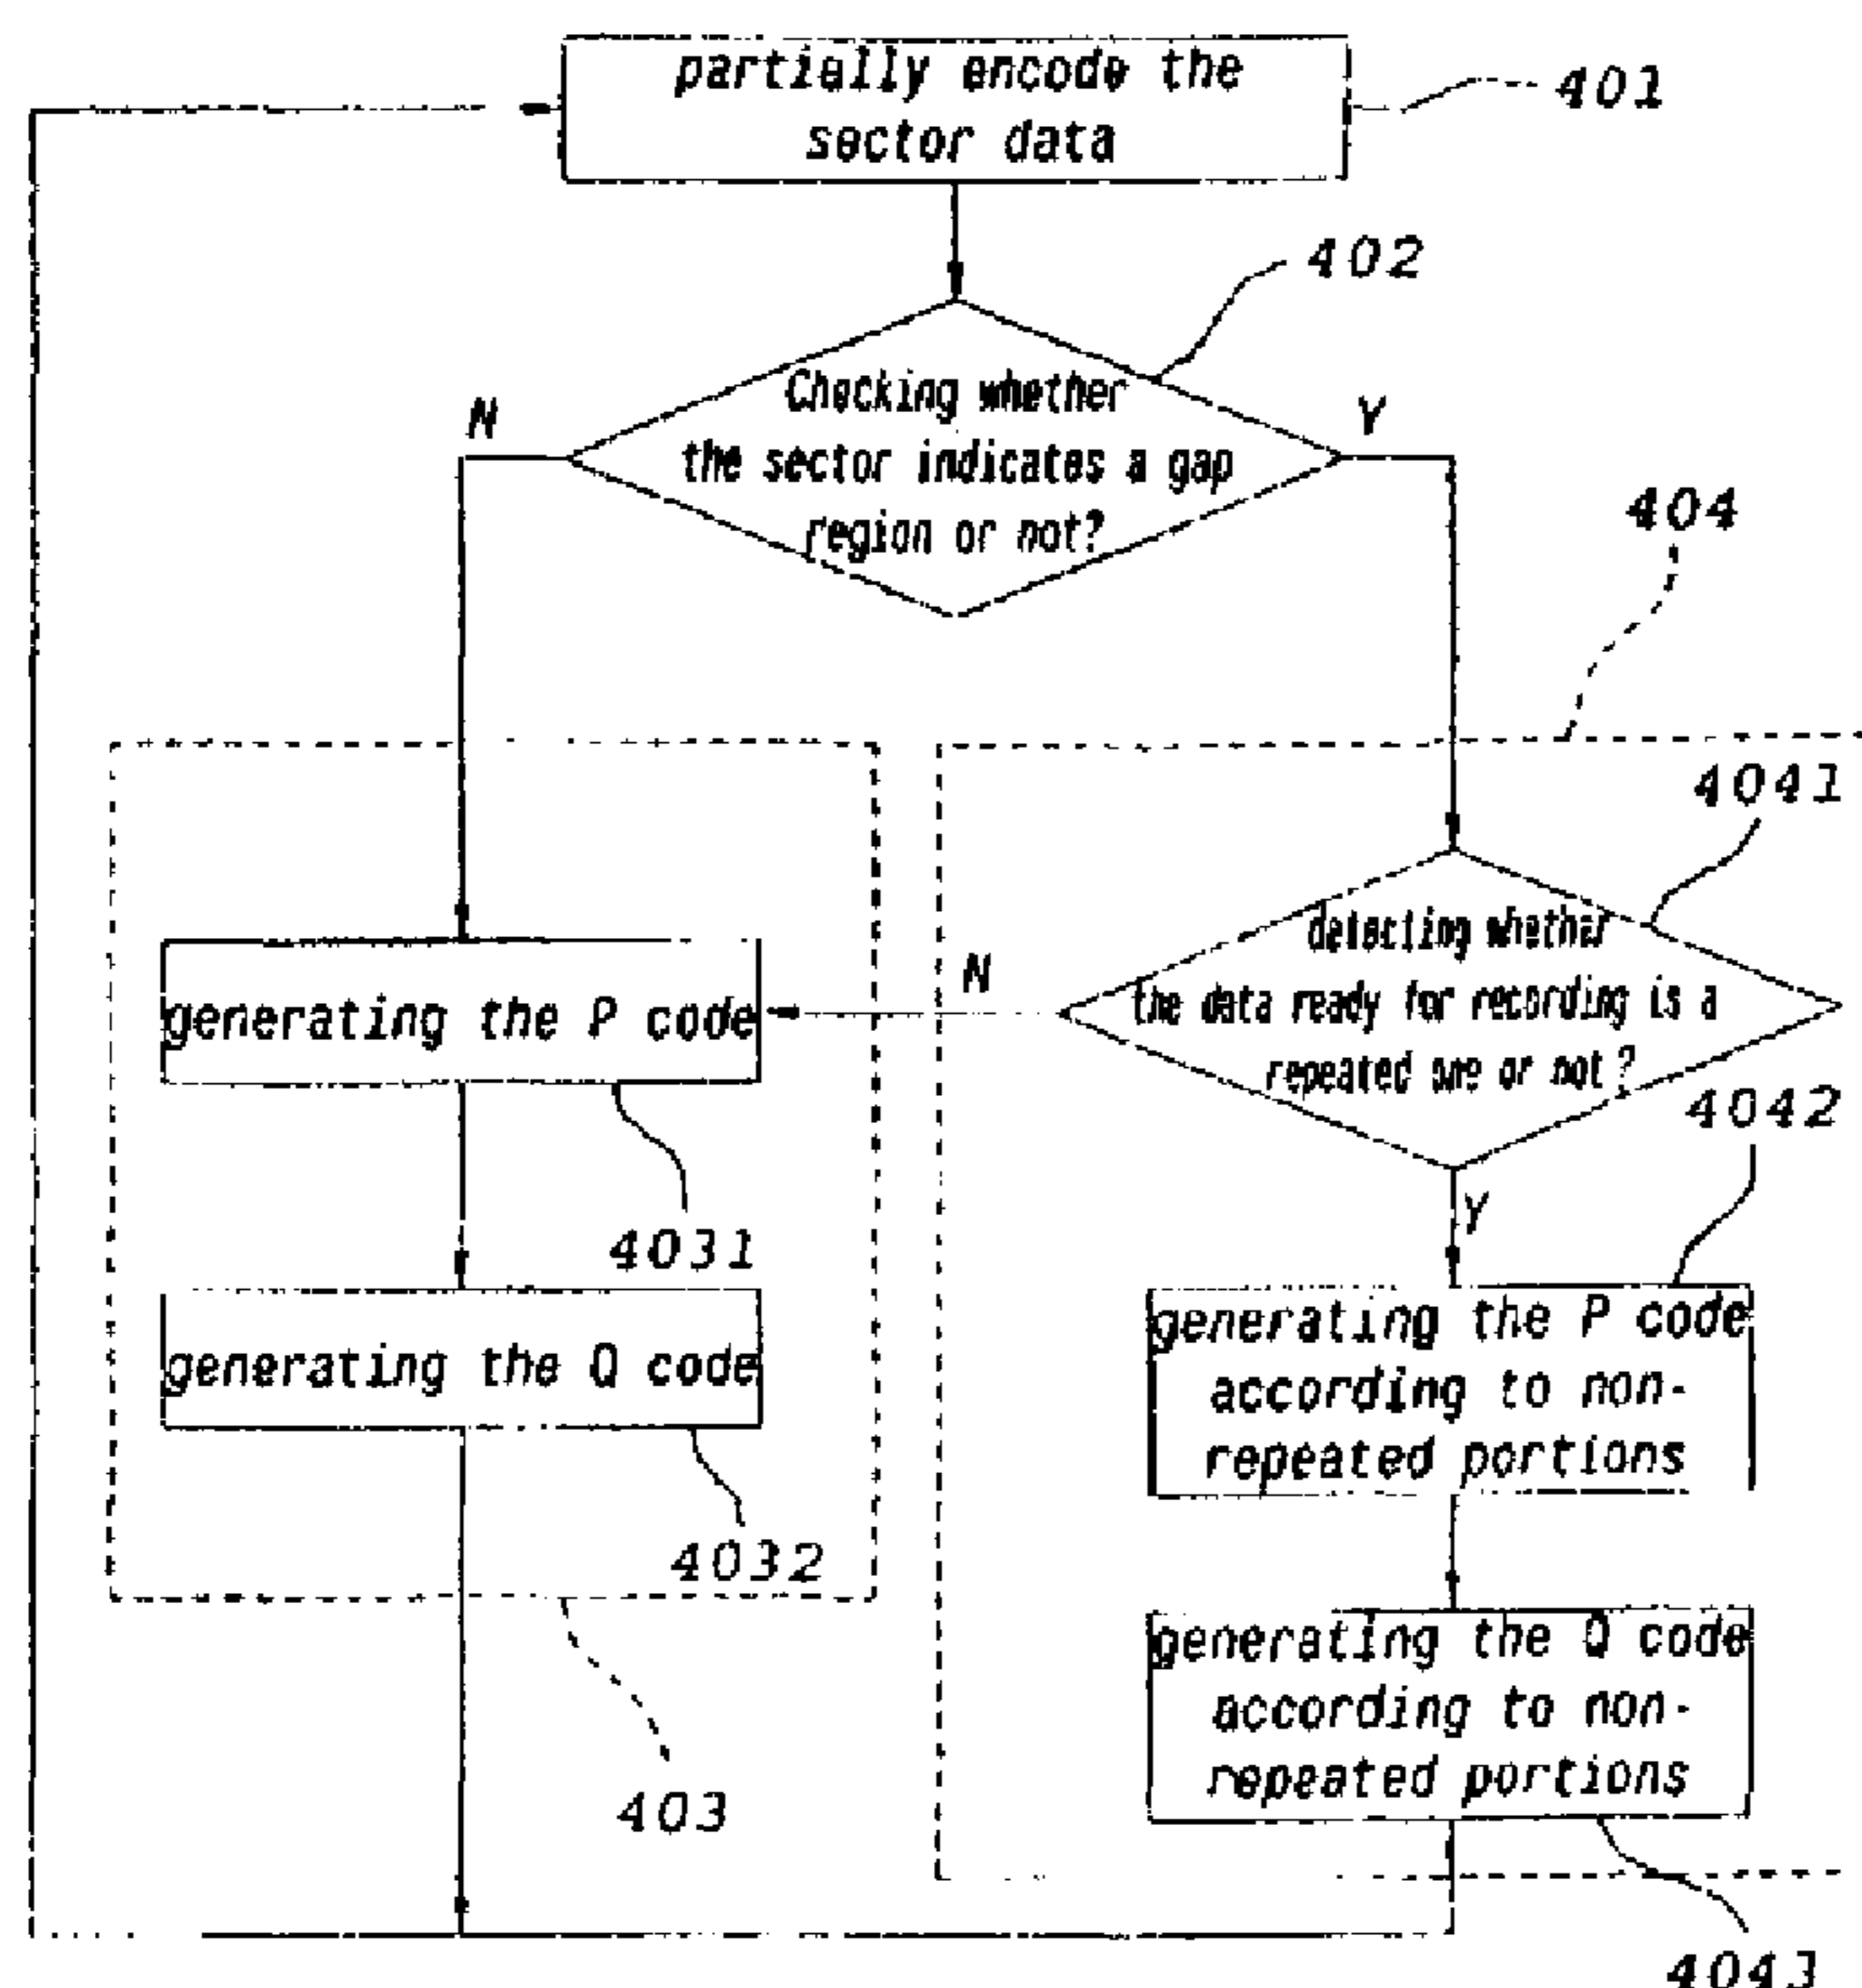 partially encode the
sector data
401
402
Checking whether
the sector indicates a gap
region or not?
N
Y
404
4041
detecting whether
the data ready for recording is a
repeated one or not?
N
generating the P code
4031
4042
Y
generating the P code
according to non-
repeated portions
generating the Q code
4032
generating the Q code
according to non-
repeated portions
403
4043